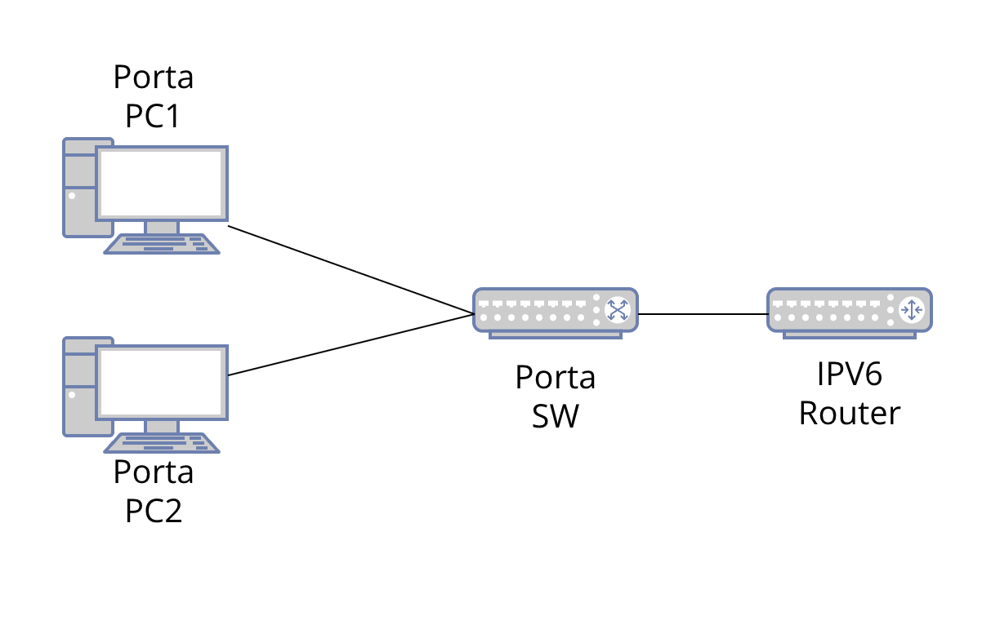 Porta
PC1
Porta
SW
IPV6
Router
Porta
PC2